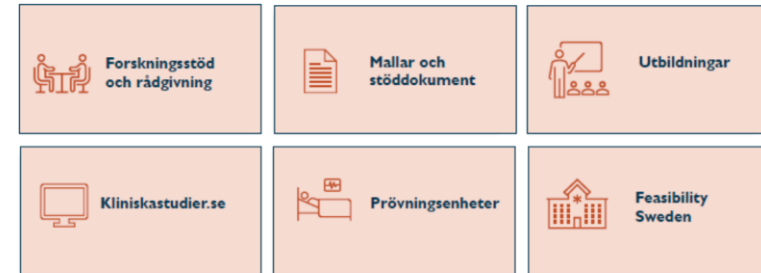 Forskningsstöd
och rådgivning
Mallar och
stöddokument
Utbildningar
Kliniskastudier.se
Prövningsenheter
Feasibility
Sweden